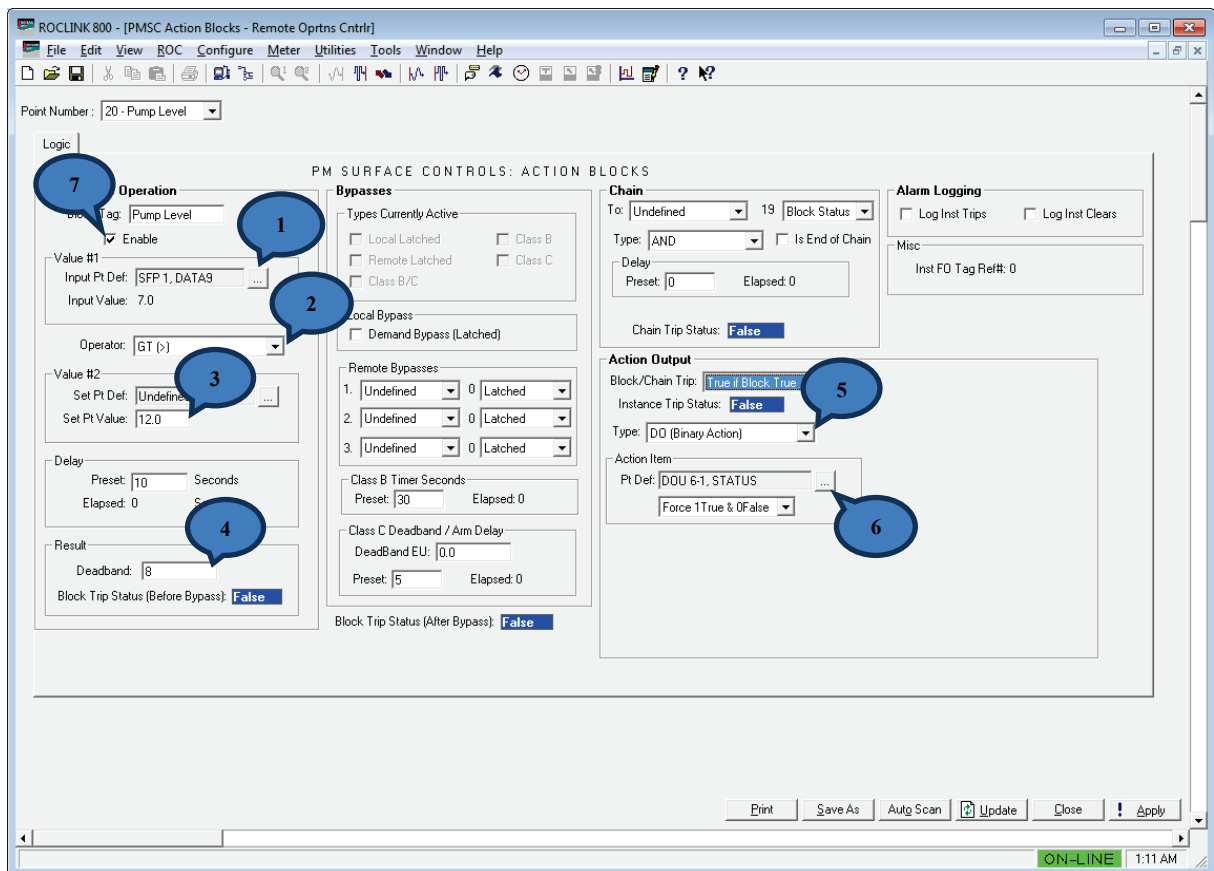 ROCLINK 800 - [PMSC Action Blocks - Remote Oprtns Cntrlr]
File Edit View ROC Configure Meter Utilities Tools Window Help
Point Number : 20 - Pump Level
Logic
PM SURFACE CONTROLS: ACTION BLOCKS
7
Operation
Tag: Pump Level
Enable
1
Value #1
Input Pt Def: SFP 1, DATA9 ...
Input Value: 7.0
2
Operator: GT (>)
Value #2
3
Set Pt Def: ...
Set Pt Value: 12.0
Delay
Preset: 10 Seconds
Elapsed: 0
4
Result
Deadband: 8
Block Trip Status (Before Bypass): False
Bypasses
Types Currently Active
Local Latched Class B
Remote Latched Class C
Class B/C
Local Bypass
Demand Bypass (Latched)
Remote Bypasses
1. Undefined 0 Latched
2. Undefined 0 Latched
3. Undefined 0 Latched
Class B Timer Seconds
Preset: 30 Elapsed: 0
Class C Deadband / Arm Delay
DeadBand EU: 0.0
Preset: 5 Elapsed: 0
Block Trip Status (After Bypass): False
Chain
To: Undefined 19 Block Status
Type: AND Is End of Chain
Delay
Preset: 0 Elapsed: 0
Chain Trip Status: False
Action Output
Block/Chain Trip: True if Block True
5
Instance Trip Status: False
Type: DO (Binary Action)
Action Item
Pt Def: DOU 6-1, STATUS ...
Force 1True & 0False
6
Alarm Logging
Log Inst Trips Log Inst Clears
Misc
Inst FO Tag Ref#: 0
Print Save As Auto Scan Update Close ! Apply
ON-LINE 1:11 AM